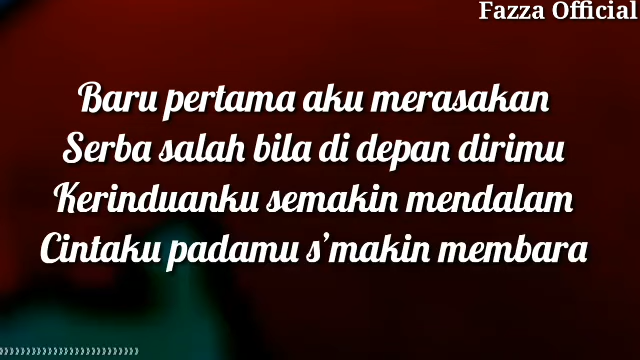 Fazza Official
Baru pertama aku merasakan
Serba salah bila di depan dirimu
Kerinduanku semakin mendalam
Cintaku padamu s'makin membara